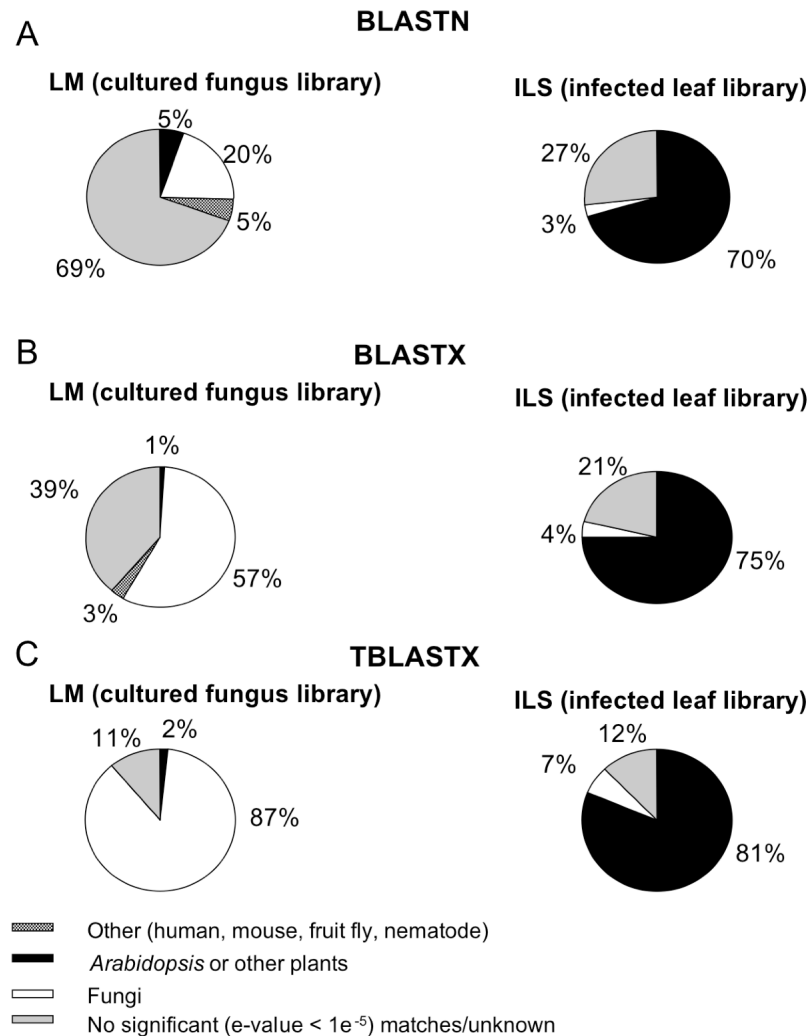 A
BLASTN
LM (cultured fungus library)
ILS (infected leaf library)
5%
20%
5%
69%
27%
3%
70%
B
BLASTX
LM (cultured fungus library)
ILS (infected leaf library)
1%
39%
57%
3%
21%
4%
75%
C
TBLASTX
LM (cultured fungus library)
ILS (infected leaf library)
11%
2%
87%
12%
7%
81%
Other (human, mouse, fruit fly, nematode)
Arabidopsis or other plants
Fungi
No significant (e-value < 1e⁻⁵) matches/unknown